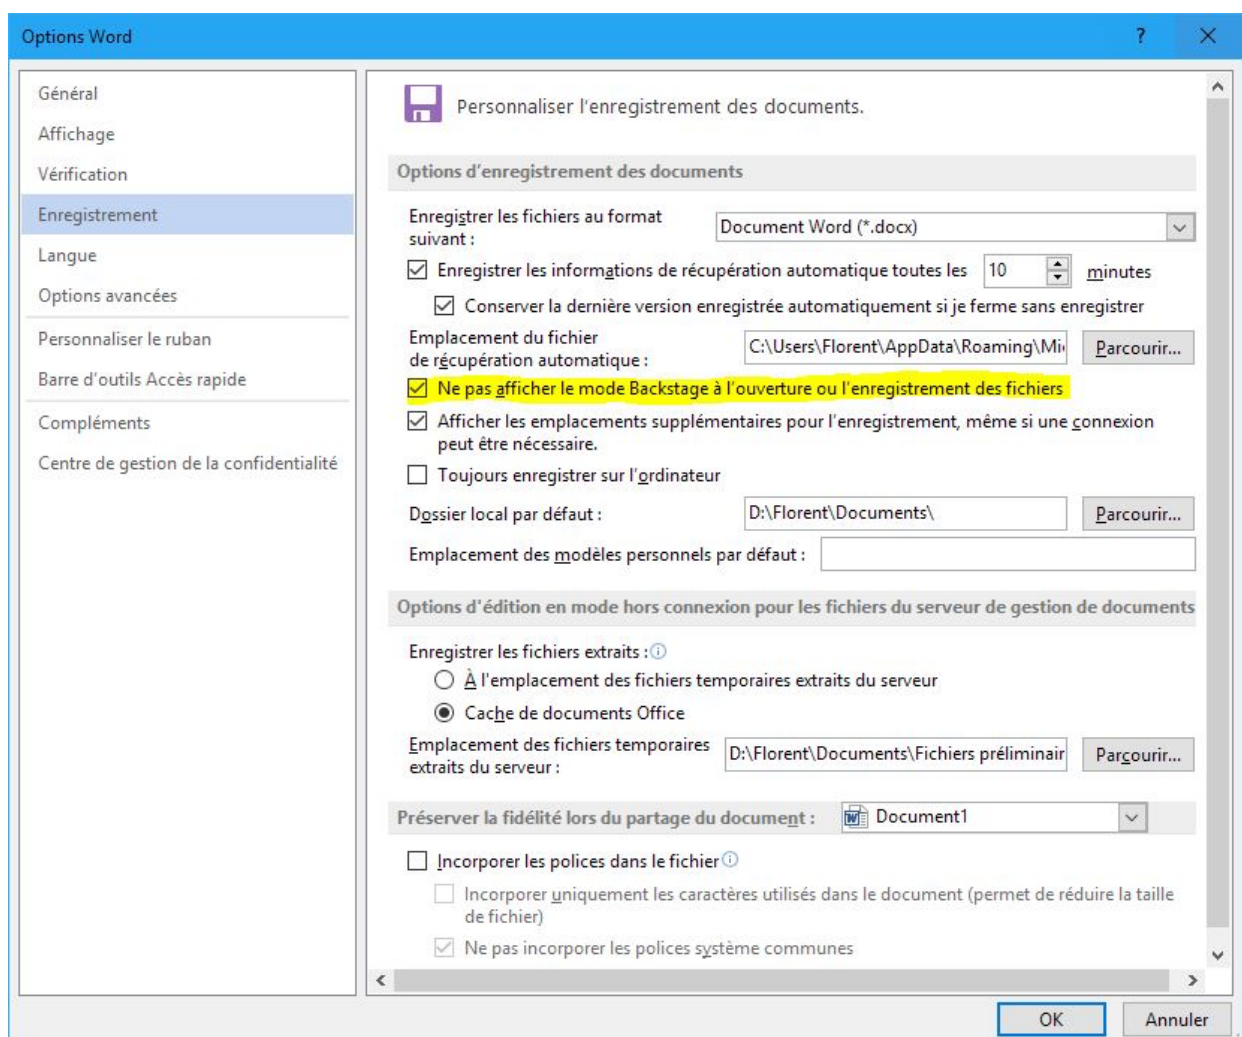 Options Word
?
Général
Affichage
Vérification
Enregistrement
Langue
Options avancées
Personnaliser le ruban
Barre d'outils Accès rapide
Compléments
Centre de gestion de la confidentialité
Personnaliser l'enregistrement des documents.
Options d'enregistrement des documents
Enregistrer les fichiers au format
suivant :
Document Word (*.docx)
Enregistrer les informations de récupération automatique toutes les 10 minutes
Conserver la dernière version enregistrée automatiquement si je ferme sans enregistrer
Emplacement du fichier
de récupération automatique :
C:\Users\Florent\AppData\Roaming\Mi
Parcourir...
Ne pas afficher le mode Backstage à l'ouverture ou l'enregistrement des fichiers
Afficher les emplacements supplémentaires pour l'enregistrement, même si une connexion
peut être nécessaire.
Toujours enregistrer sur l'ordinateur
Dossier local par défaut : D:\Florent\Documents\ Parcourir...
Emplacement des modèles personnels par défaut :
Options d'édition en mode hors connexion pour les fichiers du serveur de gestion de documents
Enregistrer les fichiers extraits :
À l'emplacement des fichiers temporaires extraits du serveur
Cache de documents Office
Emplacement des fichiers temporaires
extraits du serveur :
D:\Florent\Documents\Fichiers préliminair
Parcourir...
Préserver la fidélité lors du partage du document : Document1
Incorporer les polices dans le fichier
Incorporer uniquement les caractères utilisés dans le document (permet de réduire la taille
de fichier)
Ne pas incorporer les polices système communes
OK Annuler